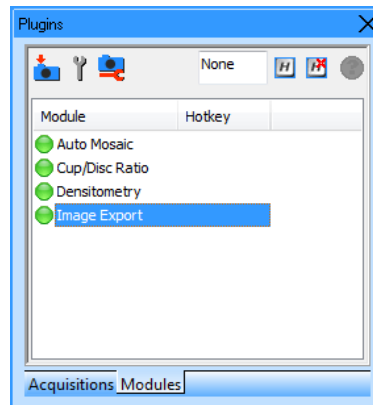 Plugins
None
H H
Module Hotkey
Auto Mosaic
Cup/Disc Ratio
Densitometry
Image Export
Acquisitions Modules